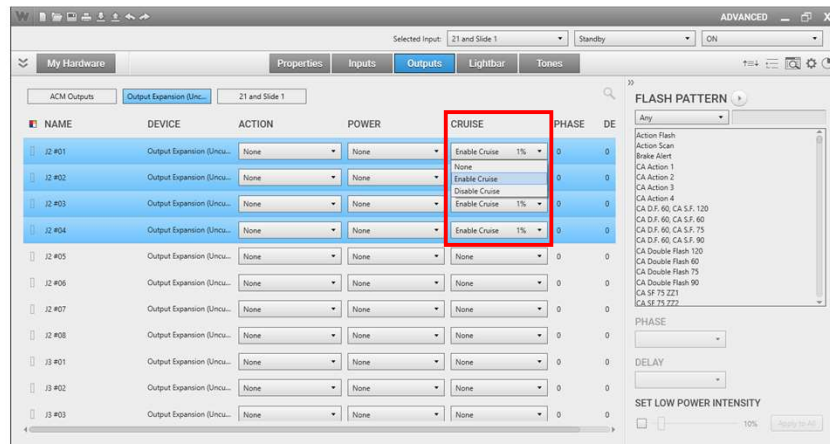 W ADVANCED
Selected Input: 21 and Slide 1 Standby ON
My Hardware Properties Inputs Outputs Lightbar Tones
ACM Outputs Output Expansion (Unc... 21 and Slide 1
NAME DEVICE ACTION POWER CRUISE PHASE DE
J2 #01 Output Expansion (Uncu... None None Enable Cruise 1% 0 0
None
Enable Cruise
Disable Cruise
J2 #02 Output Expansion (Uncu... None None 0 0
J2 #03 Output Expansion (Uncu... None None Enable Cruise 1% 0 0
J2 #04 Output Expansion (Uncu... None None Enable Cruise 1% 0 0
J2 #05 Output Expansion (Uncu... None None None 0 0
J2 #06 Output Expansion (Uncu... None None None 0 0
J2 #07 Output Expansion (Uncu... None None None 0 0
J2 #08 Output Expansion (Uncu... None None None 0 0
J3 #01 Output Expansion (Uncu... None None None 0 0
J3 #02 Output Expansion (Uncu... None None None 0 0
J3 #03 Output Expansion (Uncu... None None None 0 0
FLASH PATTERN
Any
Action Flash
Action Scan
Brake Alert
CA Action 1
CA Action 2
CA Action 3
CA Action 4
CA D.F. 60, CA S.F. 120
CA D.F. 60, CA S.F. 60
CA D.F. 60, CA S.F. 75
CA D.F. 60, CA S.F. 90
CA Double Flash 120
CA Double Flash 60
CA Double Flash 75
CA Double Flash 90
CA SF 75 ZZ1
CA SF 75 ZZ2
PHASE
DELAY
SET LOW POWER INTENSITY
10% Apply to All